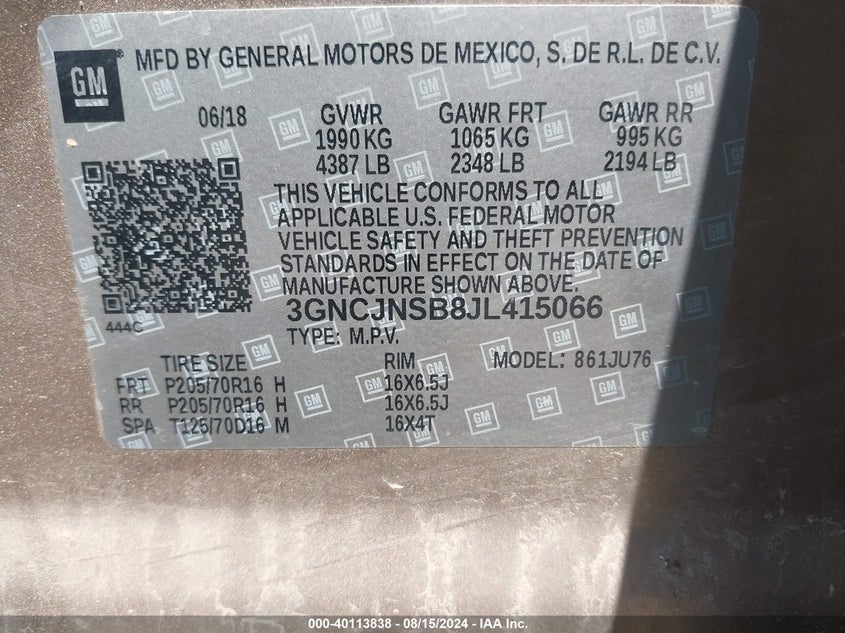 GM
MFD BY GENERAL MOTORS DE MEXICO, S. DE R.L. DE C.V.
06/18 GVWR GAWR FRT GAWR RR
1990 KG 1065 KG 995 KG
4387 LB 2348 LB 2194 LB
THIS VEHICLE CONFORMS TO ALL
APPLICABLE U.S. FEDERAL MOTOR
VEHICLE SAFETY AND THEFT PREVENTION
STANDARDS IN EFFECT ON THE DATE OF
MANUFACTURE SHOWN ABOVE.
444C 3GNCJNSB8JL415066
TYPE: M.P.V.
TIRE SIZE RIM MODEL: 861JU76
FRT P205/70R16 H 16X6.5J
RR P205/70R16 H 16X6.5J
SPA T125/70D16 M 16X4T
000-40113838 - 08/15/2024 - IAA Inc.